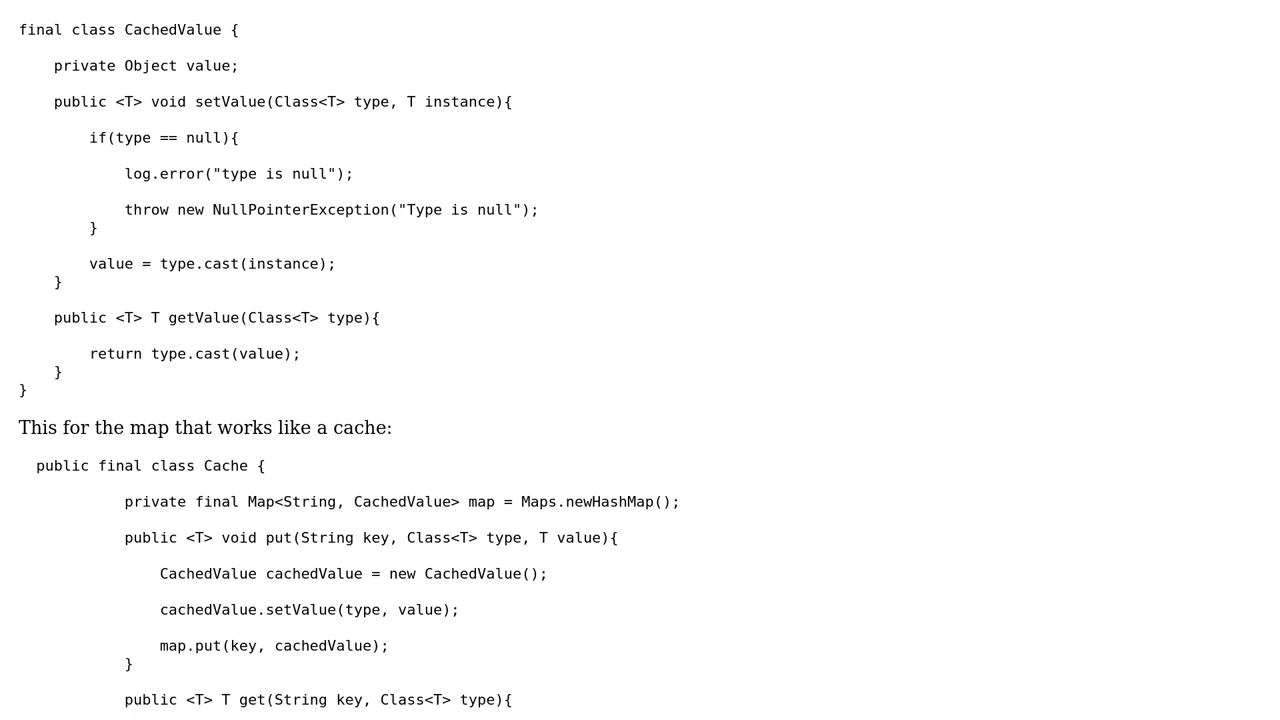 final class CachedValue {
    private Object value;
    public <T> void setValue(Class<T> type, T instance){
        if(type == null){
            log.error("type is null");
            throw new NullPointerException("Type is null");
        }
        value = type.cast(instance);
    }
    public <T> T getValue(Class<T> type){
        return type.cast(value);
    }
}
This for the map that works like a cache:
  public final class Cache {
            private final Map<String, CachedValue> map = Maps.newHashMap();
            public <T> void put(String key, Class<T> type, T value){
                CachedValue cachedValue = new CachedValue();
                cachedValue.setValue(type, value);
                map.put(key, cachedValue);
            }
            public <T> T get(String key, Class<T> type){